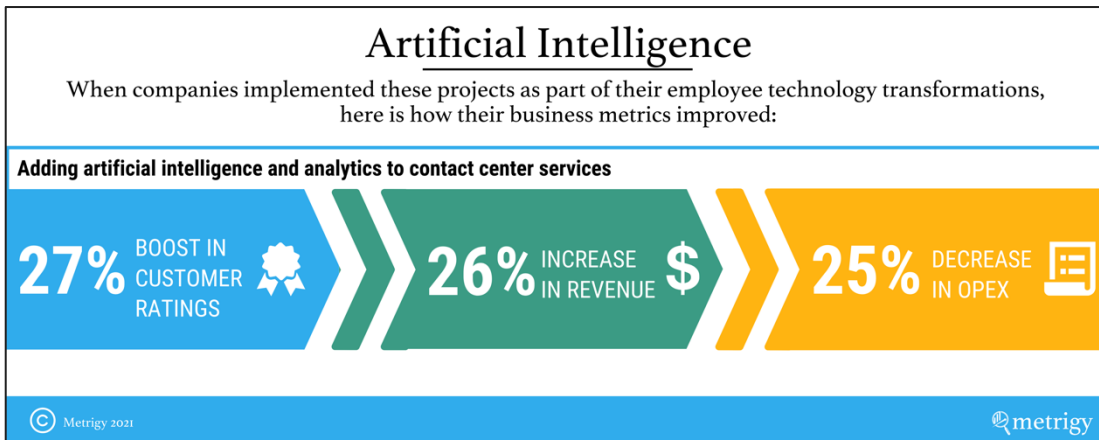 Artificial Intelligence
When companies implemented these projects as part of their employee technology transformations,
here is how their business metrics improved:
Adding artificial intelligence and analytics to contact center services
27%
BOOST IN
CUSTOMER
RATINGS
26%
INCREASE
IN REVENUE
$
25%
DECREASE
IN OPEX
© Metrigy 2021
metrigy